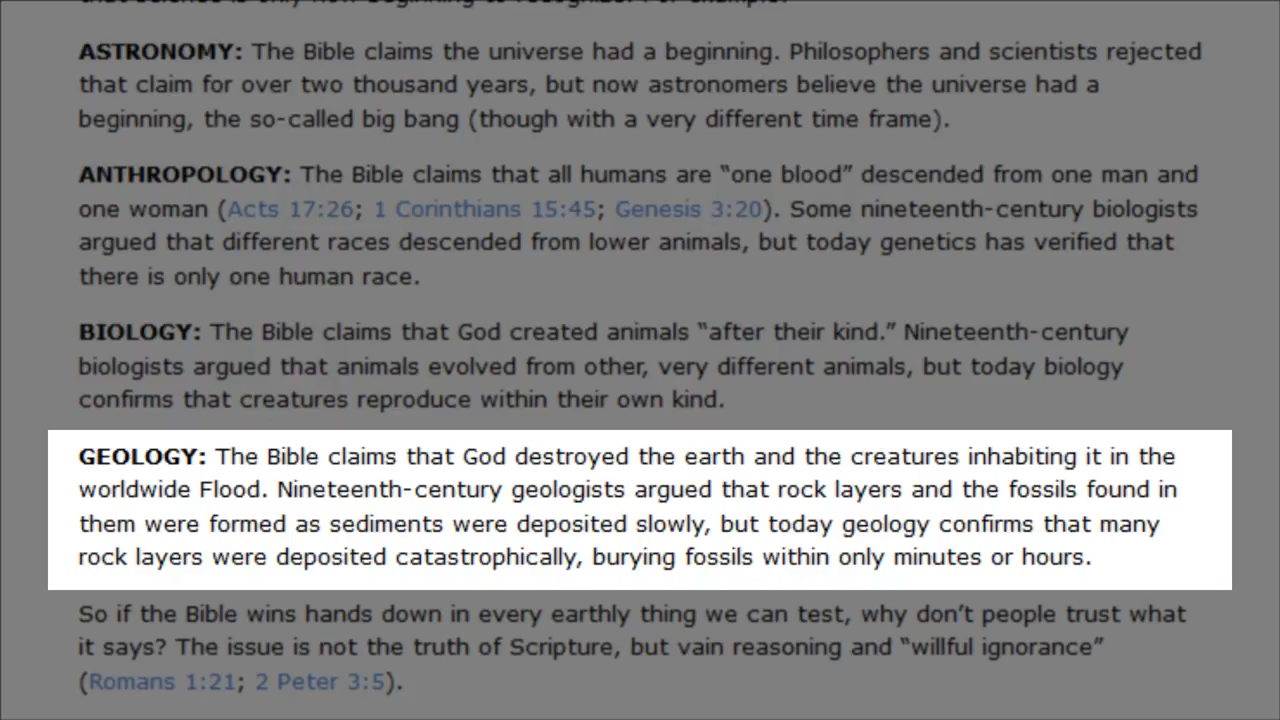 ASTRONOMY: The Bible claims the universe had a beginning. Philosophers and scientists rejected
that claim for over two thousand years, but now astronomers believe the universe had a
beginning, the so-called big bang (though with a very different time frame).
ANTHROPOLOGY: The Bible claims that all humans are “one blood” descended from one man and
one woman (Acts 17:26; 1 Corinthians 15:45; Genesis 3:20). Some nineteenth-century biologists
argued that different races descended from lower animals, but today genetics has verified that
there is only one human race.
BIOLOGY: The Bible claims that God created animals “after their kind.” Nineteenth-century
biologists argued that animals evolved from other, very different animals, but today biology
confirms that creatures reproduce within their own kind.
GEOLOGY: The Bible claims that God destroyed the earth and the creatures inhabiting it in the
worldwide Flood. Nineteenth-century geologists argued that rock layers and the fossils found in
them were formed as sediments were deposited slowly, but today geology confirms that many
rock layers were deposited catastrophically, burying fossils within only minutes or hours.
So if the Bible wins hands down in every earthly thing we can test, why don’t people trust what
it says? The issue is not the truth of Scripture, but vain reasoning and “willful ignorance”
(Romans 1:21; 2 Peter 3:5).